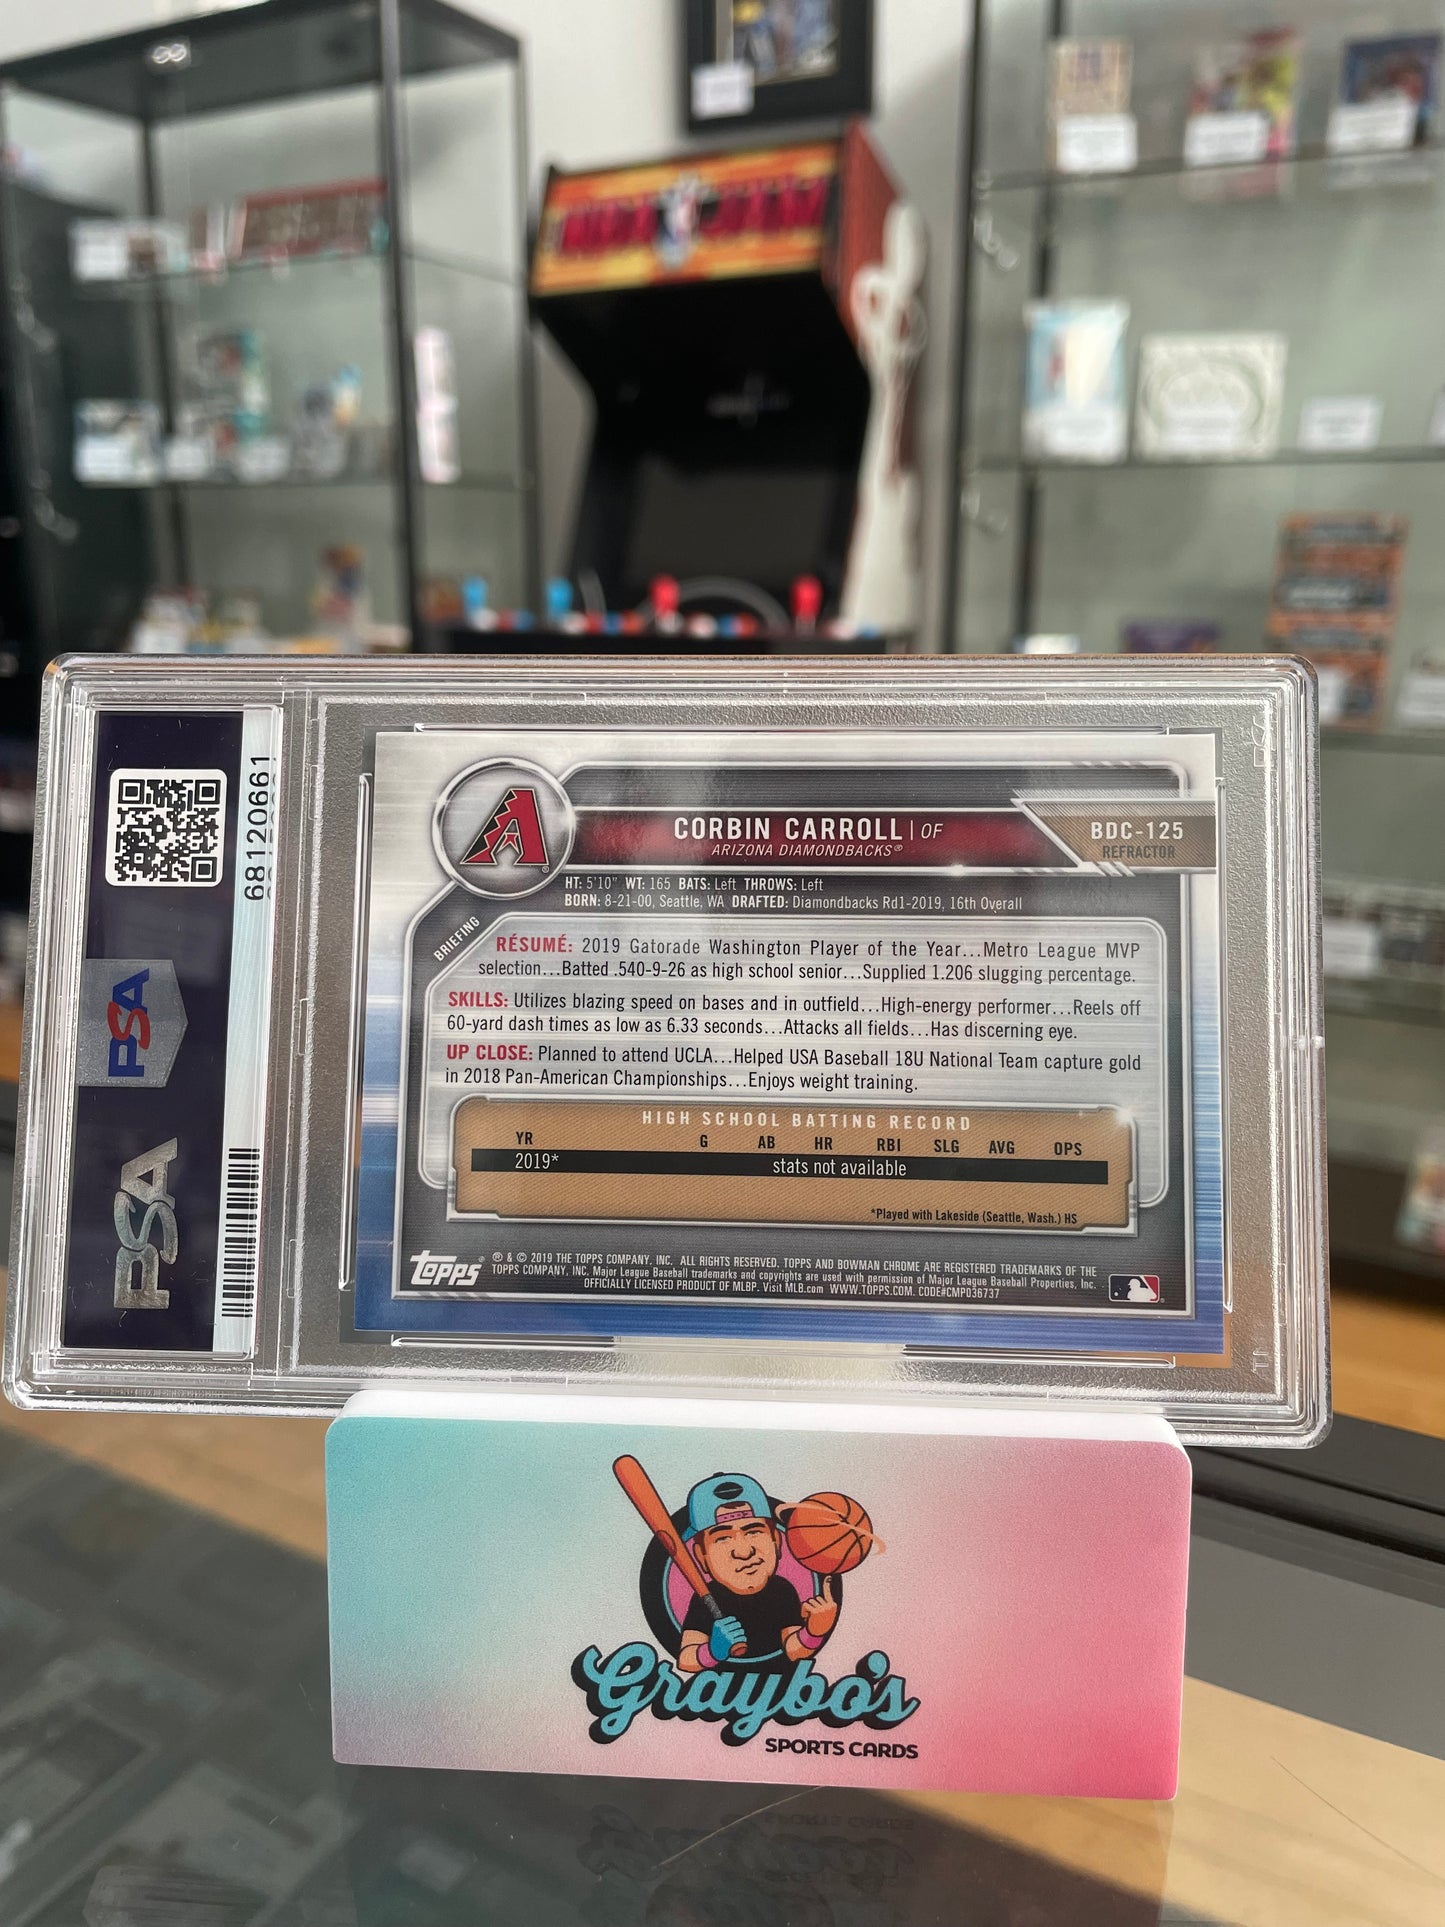 NBA JAM
68120661
PSA
PSA
CORBIN CARROLL | OF
ARIZONA DIAMONDBACKS®
BDC-125
REFRACTOR
HT: 5'10" WT: 165 BATS: Left THROWS: Left
BORN: 8-21-00, Seattle, WA DRAFTED: Diamondbacks Rd1-2019, 16th Overall
BRIEFING
RÉSUMÉ: 2019 Gatorade Washington Player of the Year...Metro League MVP
selection...Batted .540-9-26 as high school senior...Supplied 1.206 slugging percentage.
SKILLS: Utilizes blazing speed on bases and in outfield...High-energy performer...Reels off
60-yard dash times as low as 6.33 seconds...Attacks all fields...Has discerning eye.
UP CLOSE: Planned to attend UCLA...Helped USA Baseball 18U National Team capture gold
in 2018 Pan-American Championships...Enjoys weight training.
HIGH SCHOOL BATTING RECORD
YR G AB HR RBI SLG AVG OPS
2019* stats not available
*Played with Lakeside (Seattle, Wash.) HS
Topps
® & © 2019 THE TOPPS COMPANY, INC. ALL RIGHTS RESERVED. TOPPS AND BOWMAN CHROME ARE REGISTERED TRADEMARKS OF THE
TOPPS COMPANY, INC. Major League Baseball trademarks and copyrights are used with permission of Major League Baseball Properties, Inc.
OFFICIALLY LICENSED PRODUCT OF MLBP. Visit MLB.com WWW.TOPPS.COM. CODE#CMP036737
Graybo's
SPORTS CARDS